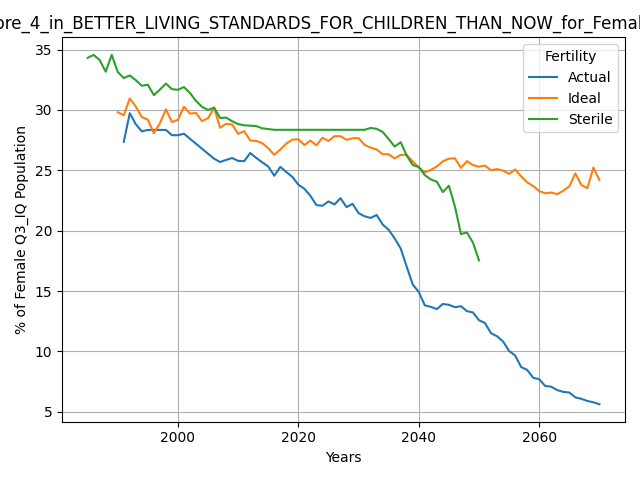 ore_4_in_BETTER_LIVING_STANDARDS_FOR_CHILDREN_THAN_NOW_for_Femal
Fertility
Actual
Ideal
Sterile
% of Female Q3_IQ Population
35
30
25
20
15
10
5
2000 2020 2040 2060
Years